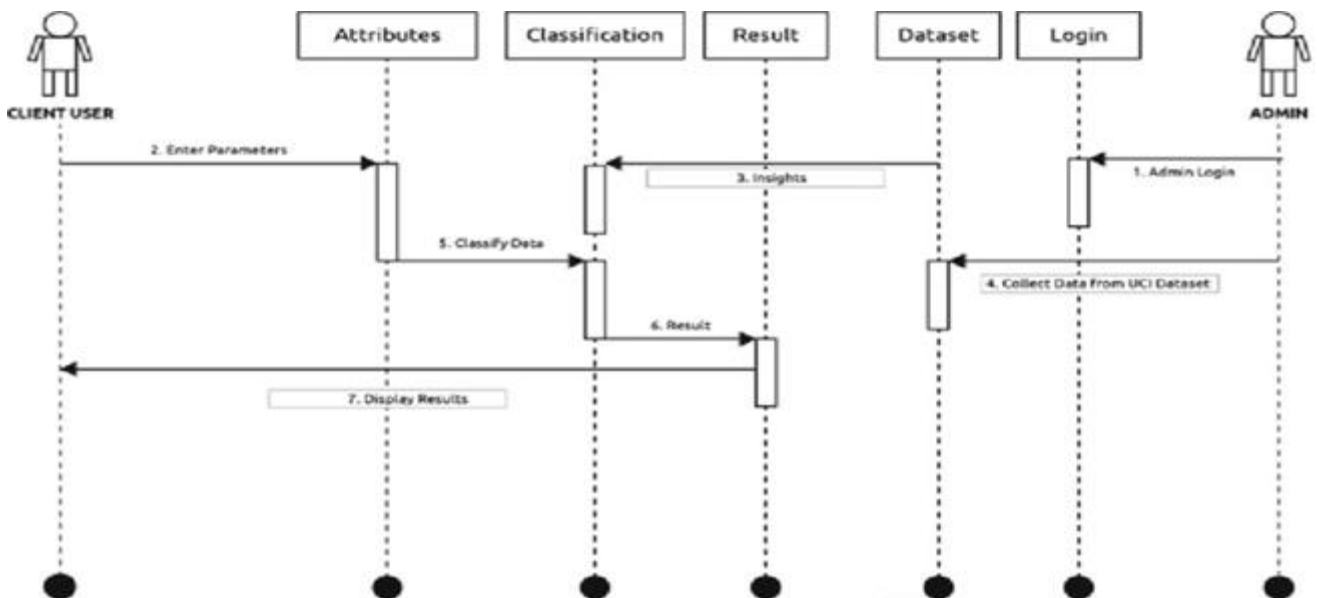 Attributes
Classification
Result
Dataset
Login
CLIENT USER
ADMIN
2. Enter Parameters
3. Insights
1. Admin Login
5. Classify Data
4. Collect Data from UCI Dataset
6. Result
7. Display Results